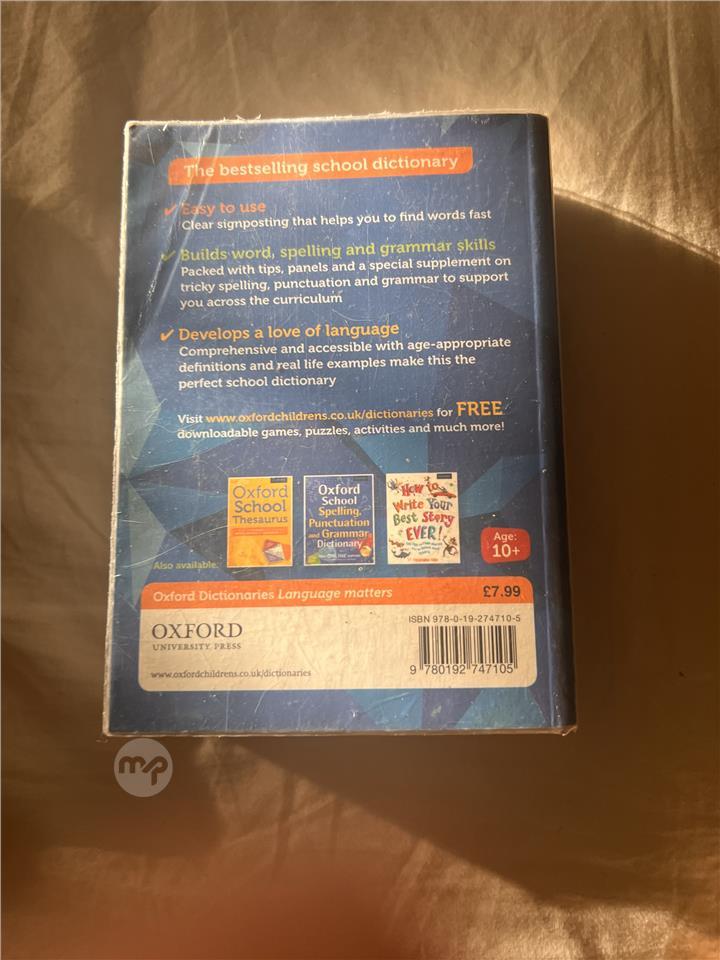 The bestselling school dictionary
✔ Easy to use
Clear signposting that helps you to find words fast
✔ Builds word, spelling and grammar skills
Packed with tips, panels and a special supplement on
tricky spelling, punctuation and grammar to support
you across the curriculum
✔ Develops a love of language
Comprehensive and accessible with age-appropriate
definitions and real life examples make this the
perfect school dictionary
Visit www.oxfordchildrens.co.uk/dictionaries for FREE
downloadable games, puzzles, activities and much more!
Also available:
Oxford
School
Thesaurus
Oxford
School
Spelling,
Punctuation
and Grammar
Dictionary
How to
Write Your
Best Story
EVER!
Age:
10+
Oxford Dictionaries Language matters
£7.99
OXFORD
UNIVERSITY PRESS
www.oxfordchildrens.co.uk/dictionaries
ISBN 978-0-19-274710-5
9 780192 747105
mp